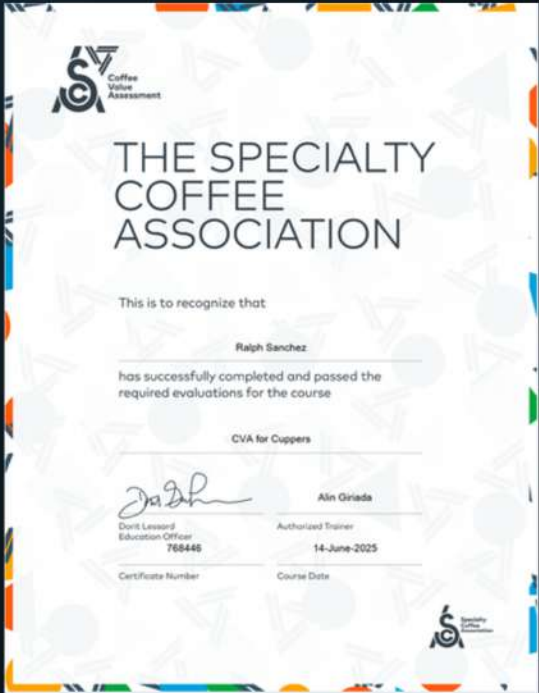 Coffee
Value
Assessment
THE SPECIALTY
COFFEE
ASSOCIATION
This is to recognize that
Ralph Sanchez
has successfully completed and passed the
required evaluations for the course
CVA for Cuppers
Alin Giriada
Dorit Lessard
Education Officer
Authorized Trainer
768446
14-June-2025
Certificate Number
Course Date
Specialty
Coffee
Association